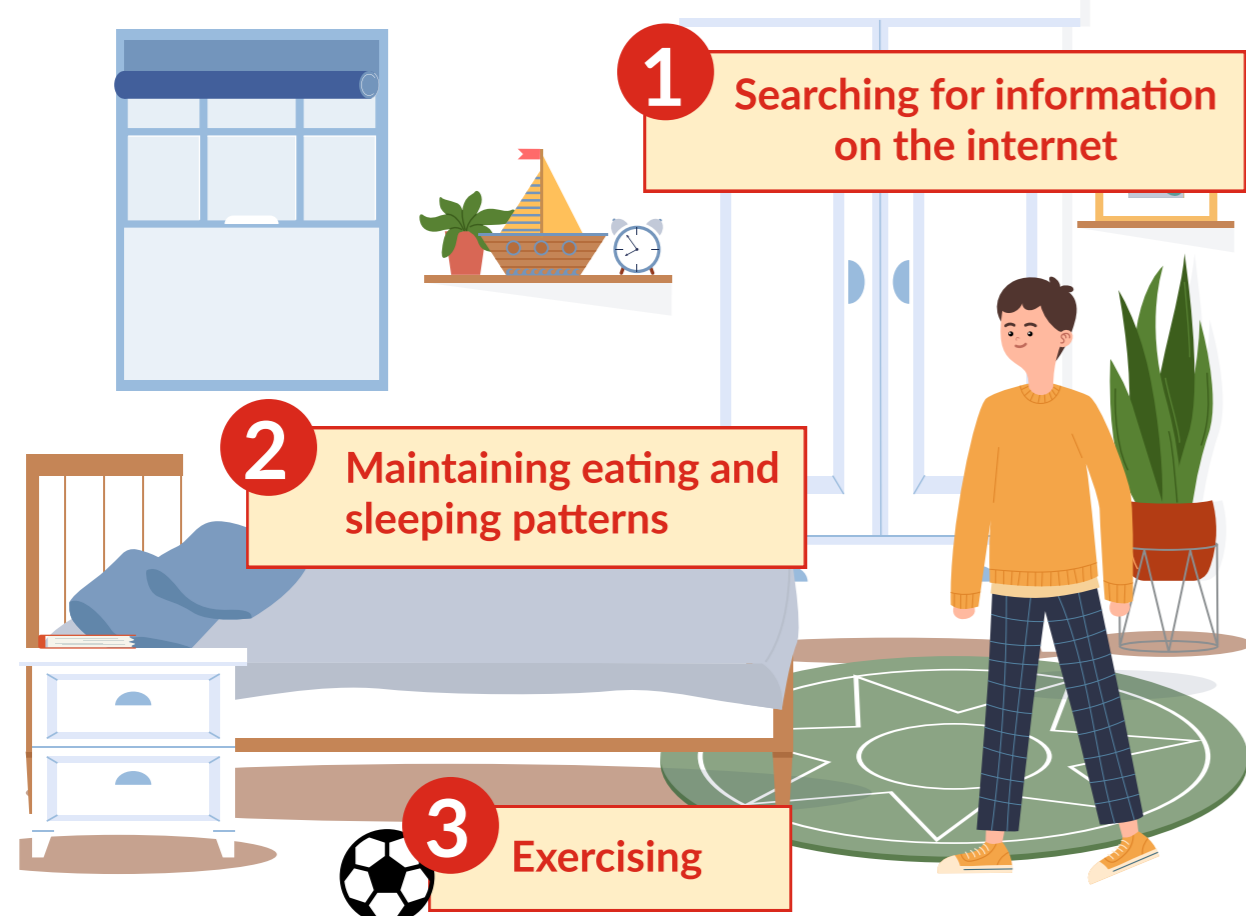 1
Searching for information
on the internet
2
Maintaining eating and
sleeping patterns
3
Exercising